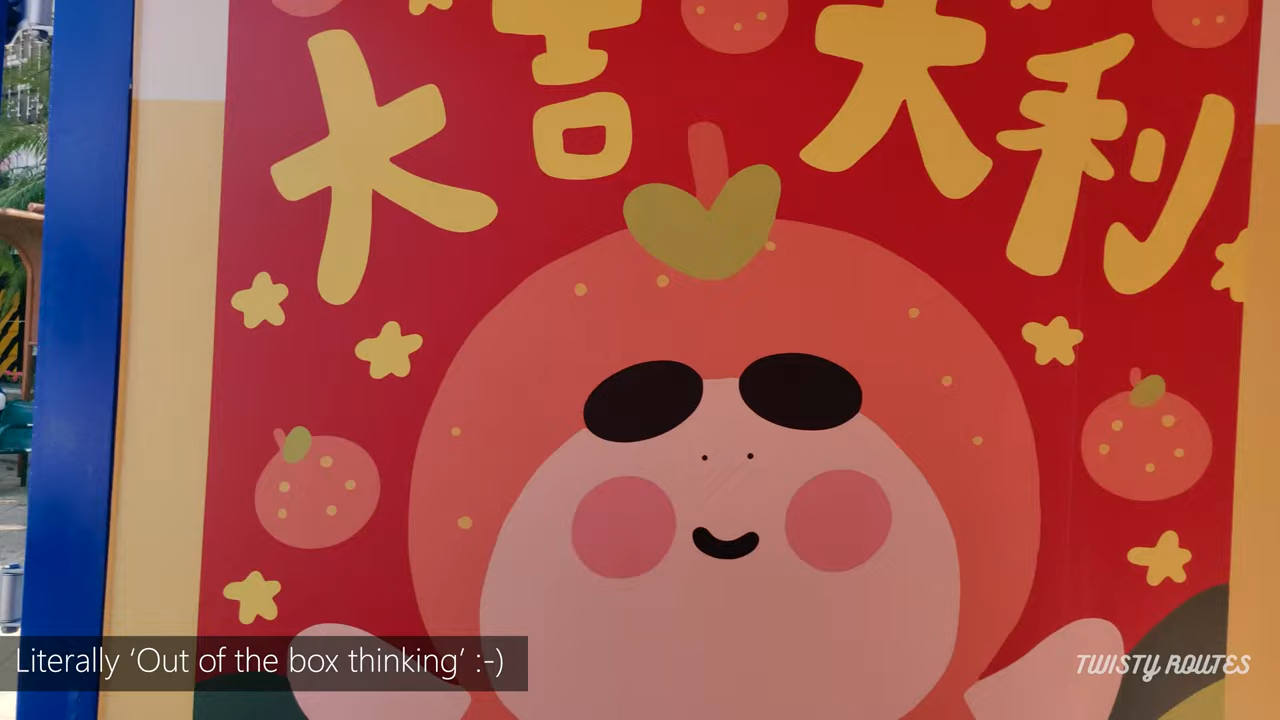 大吉大利
Literally ‘Out of the box thinking’ :-)
TWISTY ROUTES